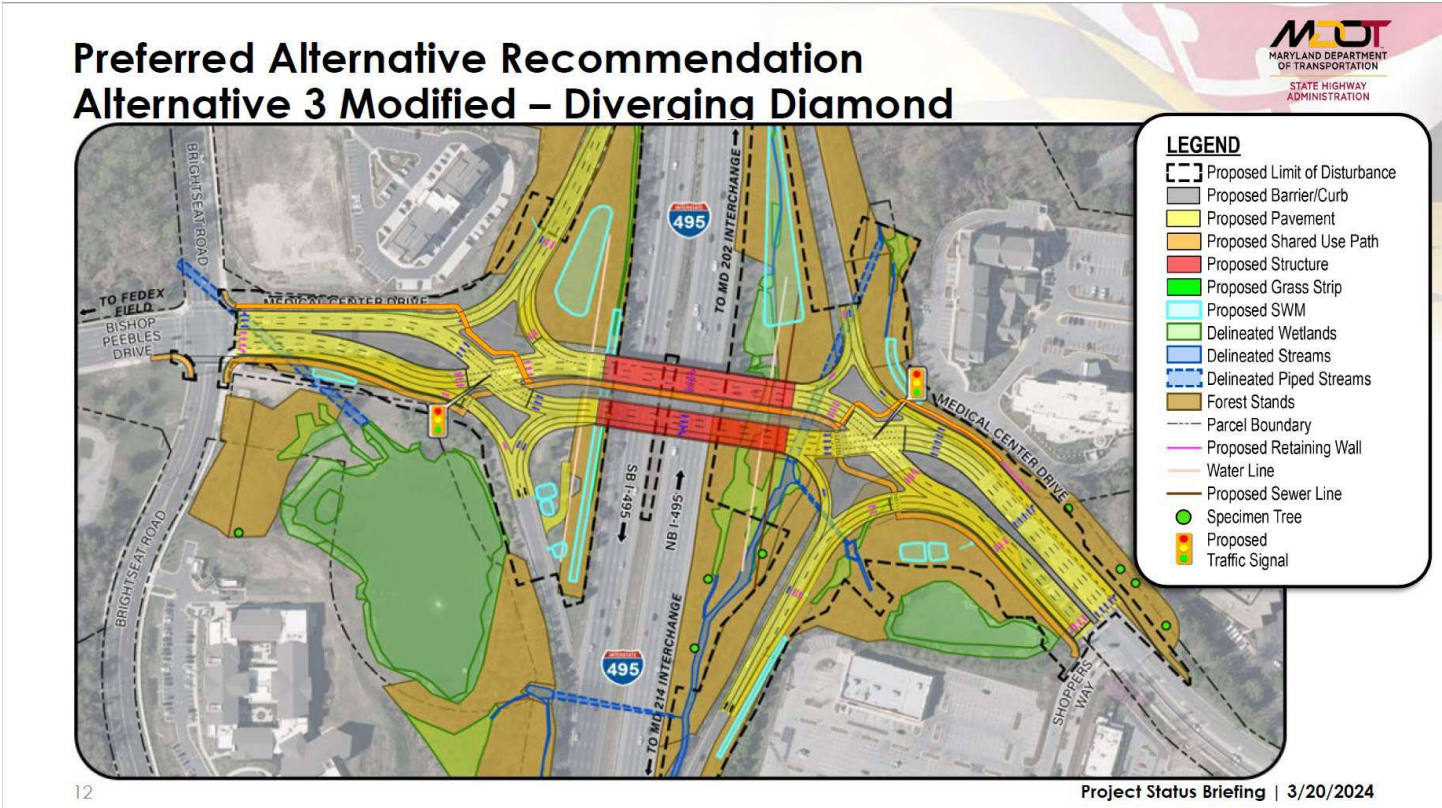 Preferred Alternative Recommendation
Alternative 3 Modified – Diverging Diamond
MDOT
MARYLAND DEPARTMENT
OF TRANSPORTATION
STATE HIGHWAY
ADMINISTRATION
LEGEND
Proposed Limit of Disturbance
Proposed Barrier/Curb
Proposed Pavement
Proposed Shared Use Path
Proposed Structure
Proposed Grass Strip
Proposed SWM
Delineated Wetlands
Delineated Streams
Delineated Piped Streams
Forest Stands
Parcel Boundary
Proposed Retaining Wall
Water Line
Proposed Sewer Line
Specimen Tree
Proposed
Traffic Signal
BRIGHTSEAT ROAD
INTERSTATE
495
TO MD 202 INTERCHANGE
TO FEDEX
FIELD
MEDICAL CENTER DRIVE
BISHOP
PEEBLES
DRIVE
MEDICAL CENTER DRIVE
SB I-495
NB I-495
BRIGHTSEAT ROAD
INTERSTATE
495
TO MD 214 INTERCHANGE
SHOPPERS
WAY
12
Project Status Briefing | 3/20/2024